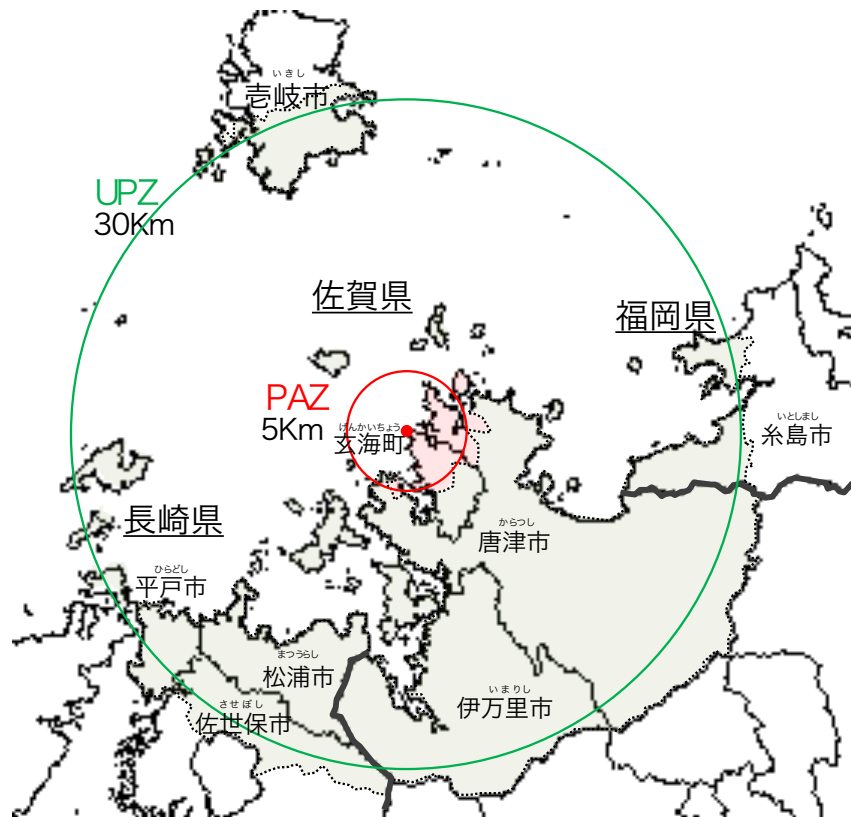 いきし
壱岐市
UPZ
30Km
佐賀県
福岡県
PAZ
5Km
げんかいちょう
玄海町
いとしまし
糸島市
長崎県
からつし
唐津市
ひらどし
平戸市
まつうらし
松浦市
いまりし
伊万里市
させぼし
佐世保市